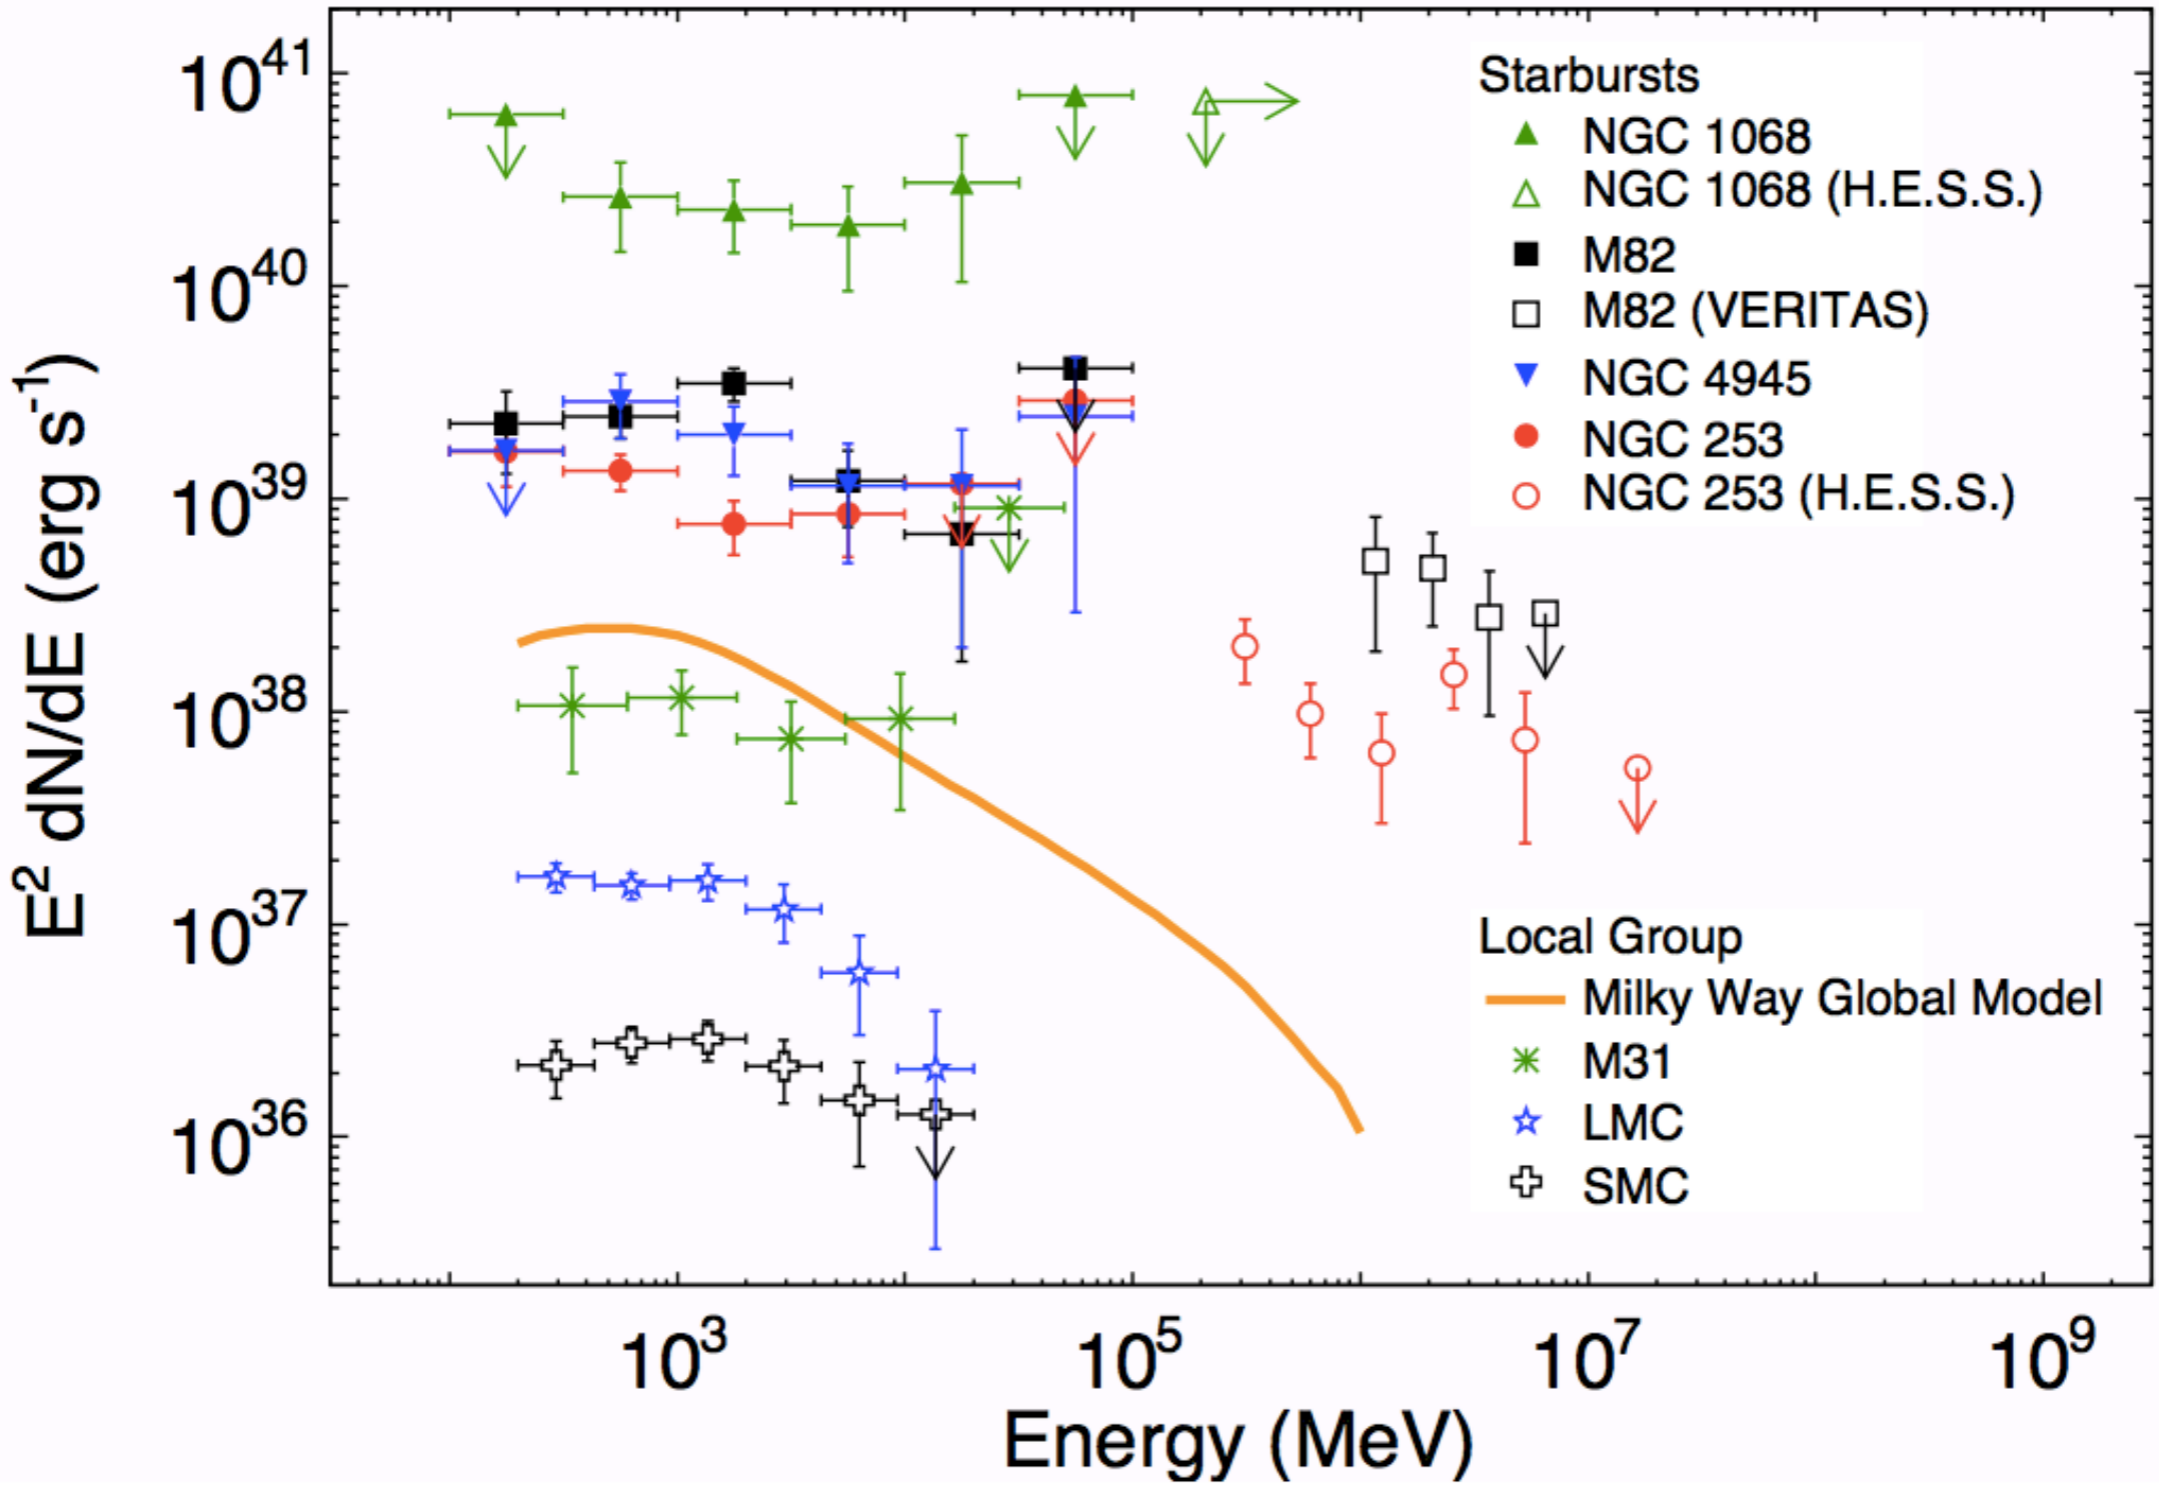 10^41
10^40
10^39
10^38
10^37
10^36
E^2 dN/dE (erg s^-1)
Starbursts
NGC 1068
NGC 1068 (H.E.S.S.)
M82
M82 (VERITAS)
NGC 4945
NGC 253
NGC 253 (H.E.S.S.)
Local Group
Milky Way Global Model
M31
LMC
SMC
10^3 10^5 10^7 10^9
Energy (MeV)